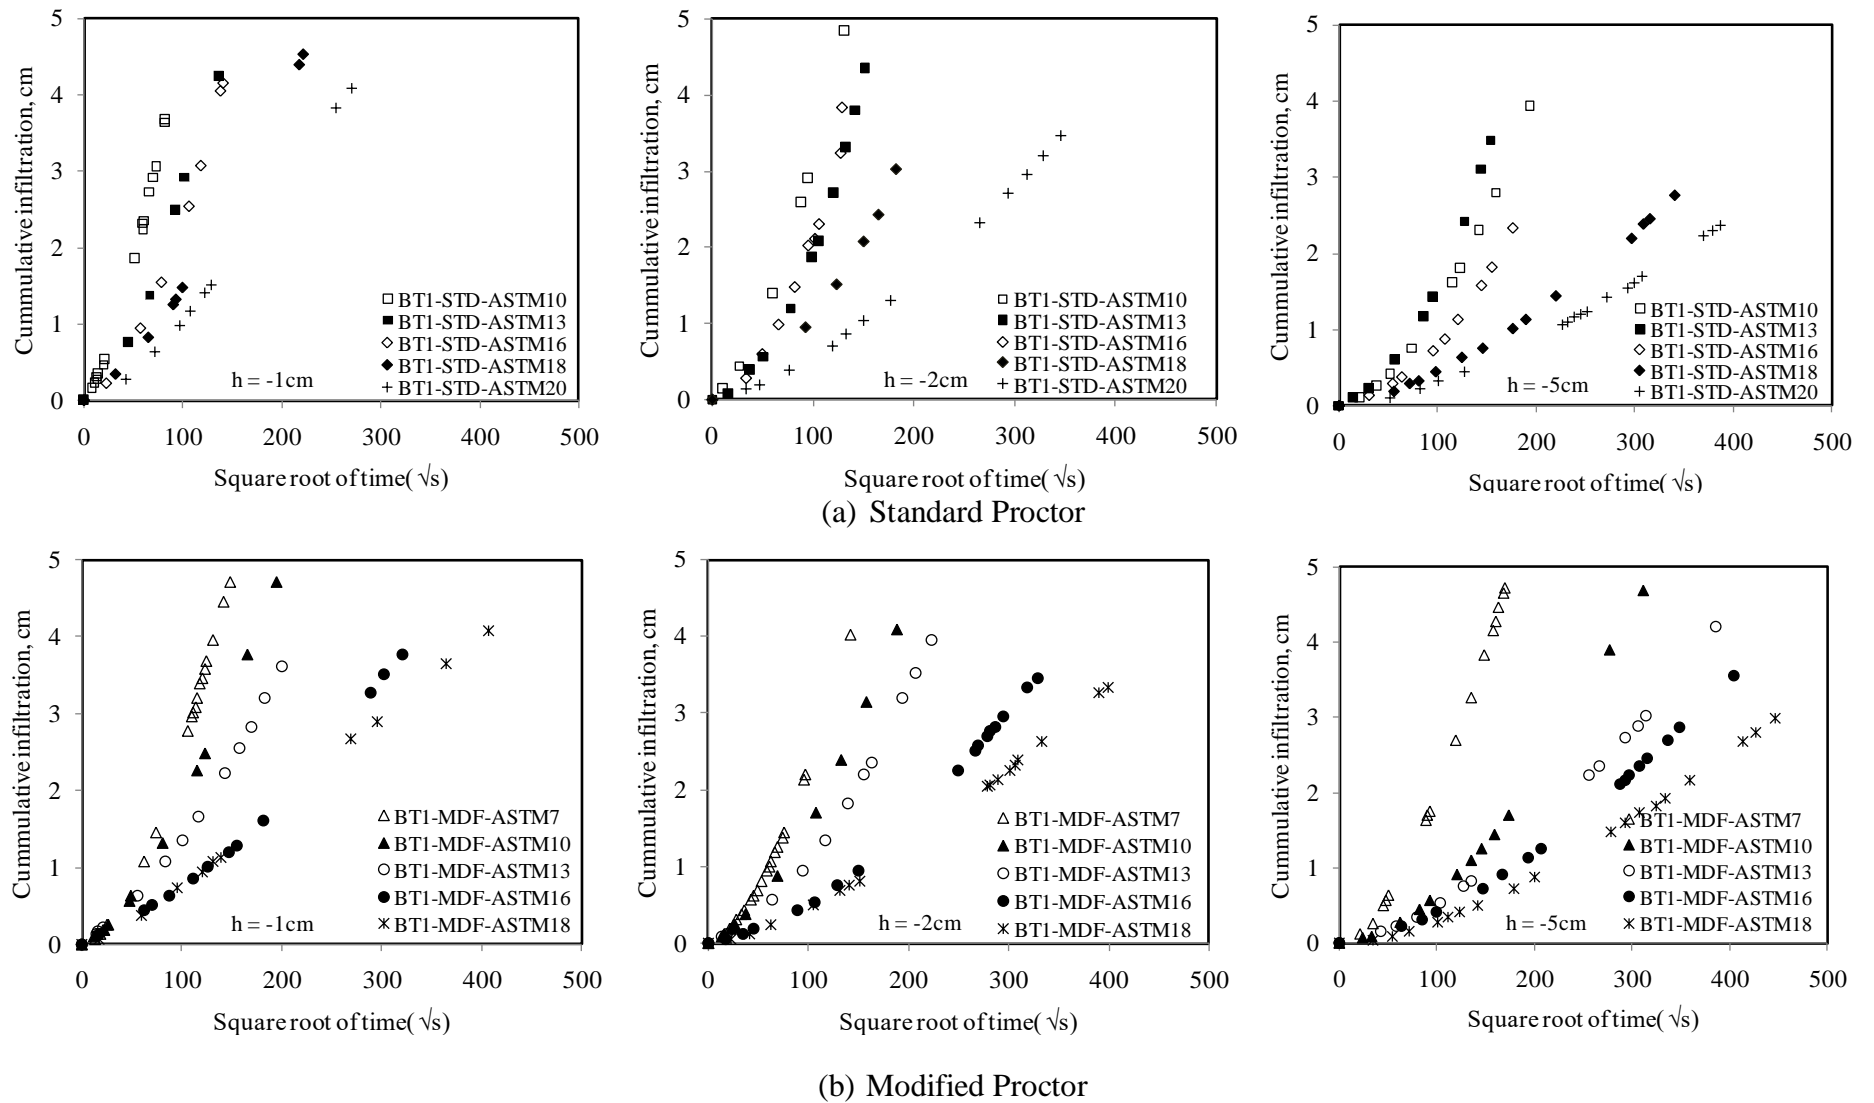 Cummulative infiltration, cm
5
4
3
2
1
0
BT1-STD-ASTM10
BT1-STD-ASTM13
BT1-STD-ASTM16
BT1-STD-ASTM18
BT1-STD-ASTM20
h = -1cm
0 100 200 300 400 500
Square root of time( √s)
Cummulative infiltration, cm
5
4
3
2
1
0
BT1-STD-ASTM10
BT1-STD-ASTM13
BT1-STD-ASTM16
BT1-STD-ASTM18
BT1-STD-ASTM20
h = -2cm
0 100 200 300 400 500
Square root of time( √s)
Cummulative infiltration, cm
5
4
3
2
1
0
BT1-STD-ASTM10
BT1-STD-ASTM13
BT1-STD-ASTM16
BT1-STD-ASTM18
BT1-STD-ASTM20
h = -5cm
0 100 200 300 400 500
Square root of time( √s)
(a) Standard Proctor
Cummulative infiltration, cm
5
4
3
2
1
0
BT1-MDF-ASTM7
BT1-MDF-ASTM10
BT1-MDF-ASTM13
BT1-MDF-ASTM16
BT1-MDF-ASTM18
h = -1cm
0 100 200 300 400 500
Square root of time( √s)
Cummulative infiltration, cm
5
4
3
2
1
0
BT1-MDF-ASTM7
BT1-MDF-ASTM10
BT1-MDF-ASTM13
BT1-MDF-ASTM16
BT1-MDF-ASTM18
h = -2cm
0 100 200 300 400 500
Square root of time( √s)
Cummulative infiltration, cm
5
4
3
2
1
0
BT1-MDF-ASTM7
BT1-MDF-ASTM10
BT1-MDF-ASTM13
BT1-MDF-ASTM16
BT1-MDF-ASTM18
h = -5cm
0 100 200 300 400 500
Square root of time( √s)
(b) Modified Proctor